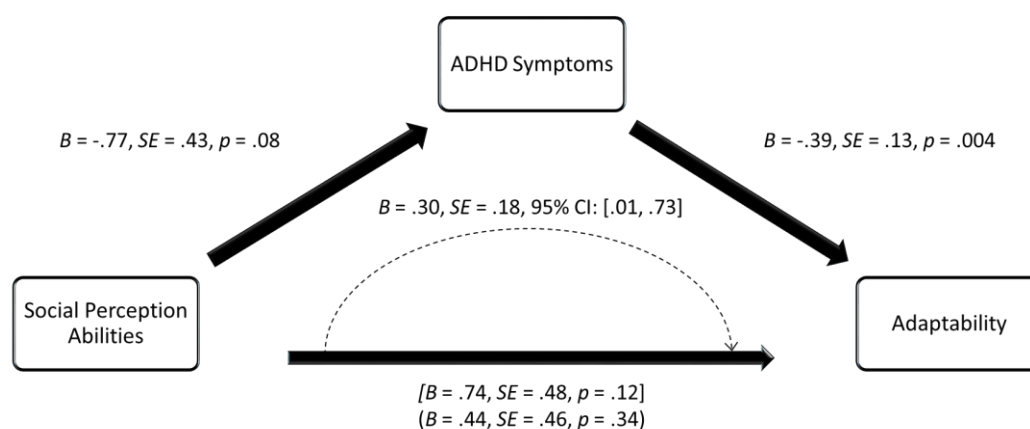 ADHD Symptoms
B = -.77, SE = .43, p = .08
B = -.39, SE = .13, p = .004
B = .30, SE = .18, 95% CI: [.01, .73]
Social Perception
Abilities
Adaptability
[B = .74, SE = .48, p = .12]
(B = .44, SE = .46, p = .34)